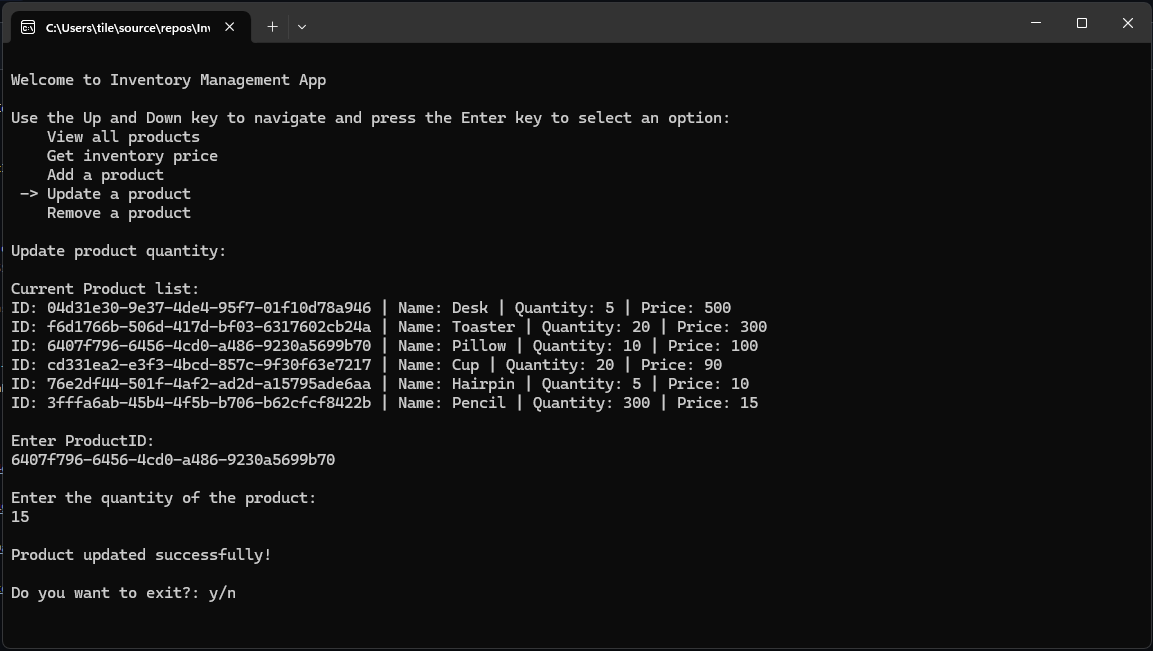 C:\Users\tile\source\repos\Inv
Welcome to Inventory Management App
Use the Up and Down key to navigate and press the Enter key to select an option:
View all products
Get inventory price
Add a product
-> Update a product
Remove a product
Update product quantity:
Current Product list:
ID: 04d31e30-9e37-4de4-95f7-01f10d78a946 | Name: Desk | Quantity: 5 | Price: 500
ID: f6d1766b-506d-417d-bf03-6317602cb24a | Name: Toaster | Quantity: 20 | Price: 300
ID: 6407f796-6456-4cd0-a486-9230a5699b70 | Name: Pillow | Quantity: 10 | Price: 100
ID: cd331ea2-e3f3-4bcd-857c-9f30f63e7217 | Name: Cup | Quantity: 20 | Price: 90
ID: 76e2df44-501f-4af2-ad2d-a15795ade6aa | Name: Hairpin | Quantity: 5 | Price: 10
ID: 3fffa6ab-45b4-4f5b-b706-b62cfcf8422b | Name: Pencil | Quantity: 300 | Price: 15
Enter ProductID:
6407f796-6456-4cd0-a486-9230a5699b70
Enter the quantity of the product:
15
Product updated successfully!
Do you want to exit?: y/n